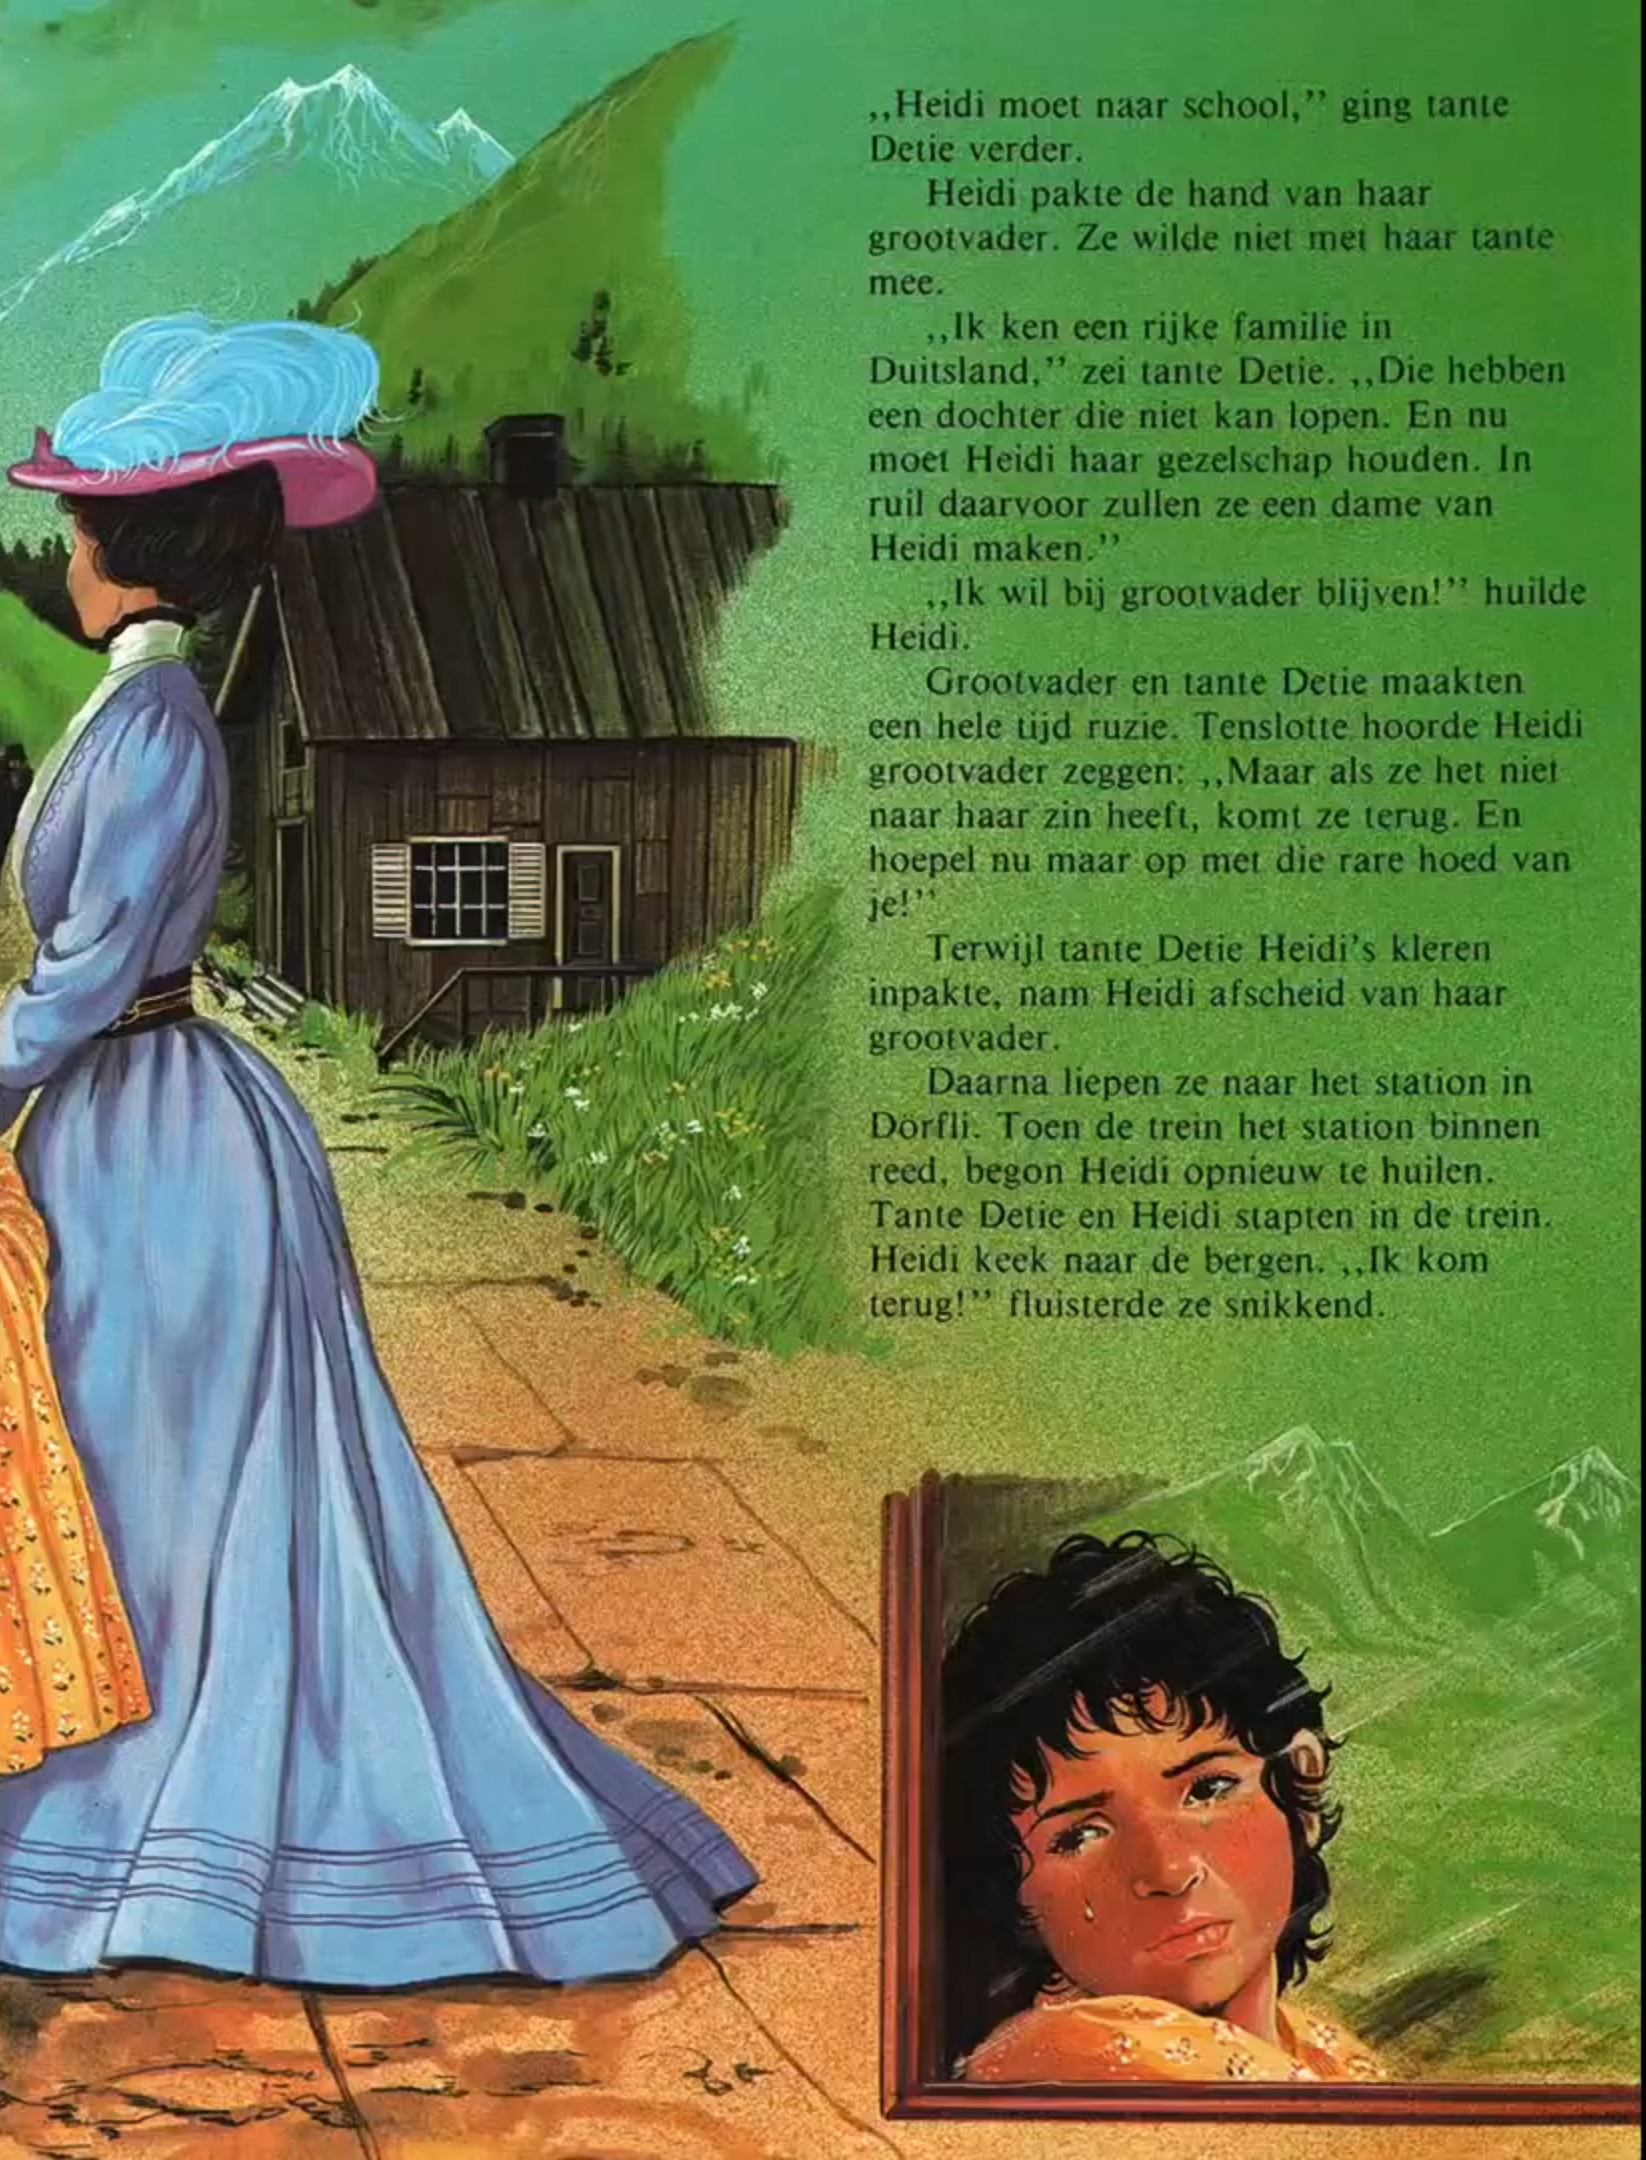 ,,Heidi moet naar school,’’ ging tante
Detie verder.
Heidi pakte de hand van haar
grootvader. Ze wilde niet met haar tante
mee.
,,Ik ken een rijke familie in
Duitsland,’’ zei tante Detie. ,,Die hebben
een dochter die niet kan lopen. En nu
moet Heidi haar gezelschap houden. In
ruil daarvoor zullen ze een dame van
Heidi maken.’’
,,Ik wil bij grootvader blijven!’’ huilde
Heidi.
Grootvader en tante Detie maakten
een hele tijd ruzie. Tenslotte hoorde Heidi
grootvader zeggen: ,,Maar als ze het niet
naar haar zin heeft, komt ze terug. En
hoepel nu maar op met die rare hoed van
je!’’
Terwijl tante Detie Heidi’s kleren
inpakte, nam Heidi afscheid van haar
grootvader.
Daarna liepen ze naar het station in
Dörfli. Toen de trein het station binnen
reed, begon Heidi opnieuw te huilen.
Tante Detie en Heidi stapten in de trein.
Heidi keek naar de bergen. ,,Ik kom
terug!’’ fluisterde ze snikkend.